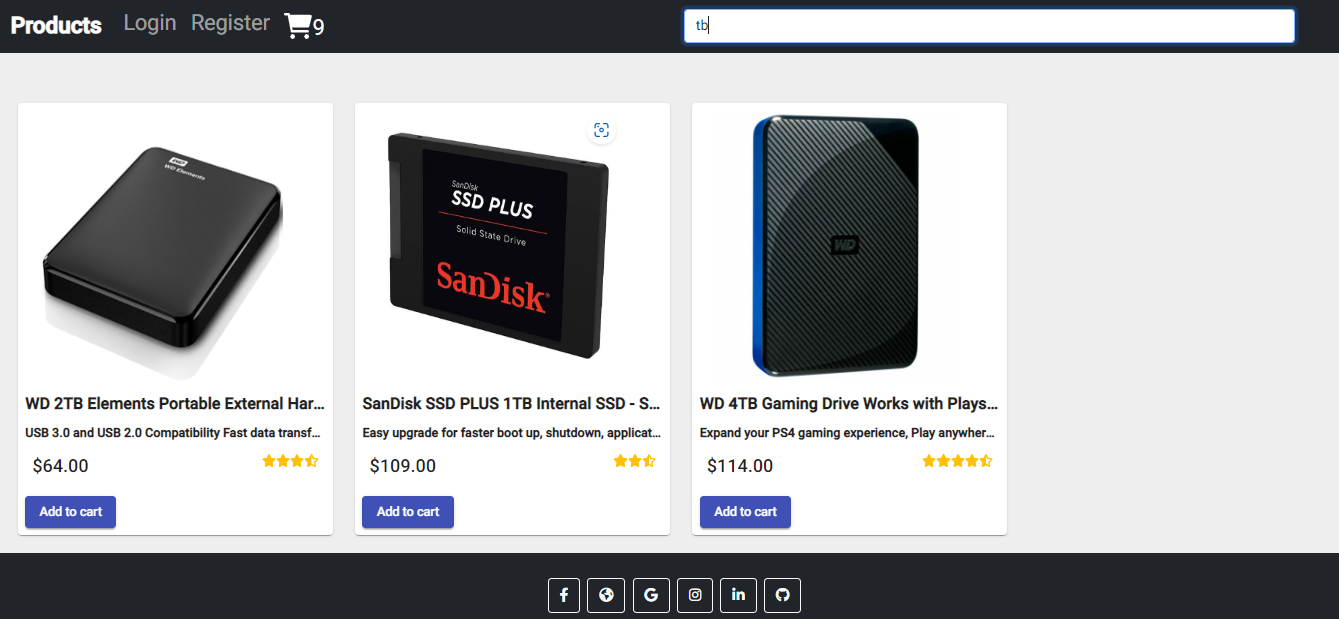 Products Login Register 9
tb
WD
WD Elements
SanDisk
SSD PLUS
Solid State Drive
SanDisk®
WD
WD 2TB Elements Portable External Har...
USB 3.0 and USB 2.0 Compatibility Fast data transf...
$64.00
Add to cart
SanDisk SSD PLUS 1TB Internal SSD - S...
Easy upgrade for faster boot up, shutdown, applicat...
$109.00
Add to cart
WD 4TB Gaming Drive Works with Plays...
Expand your PS4 gaming experience, Play anywher...
$114.00
Add to cart